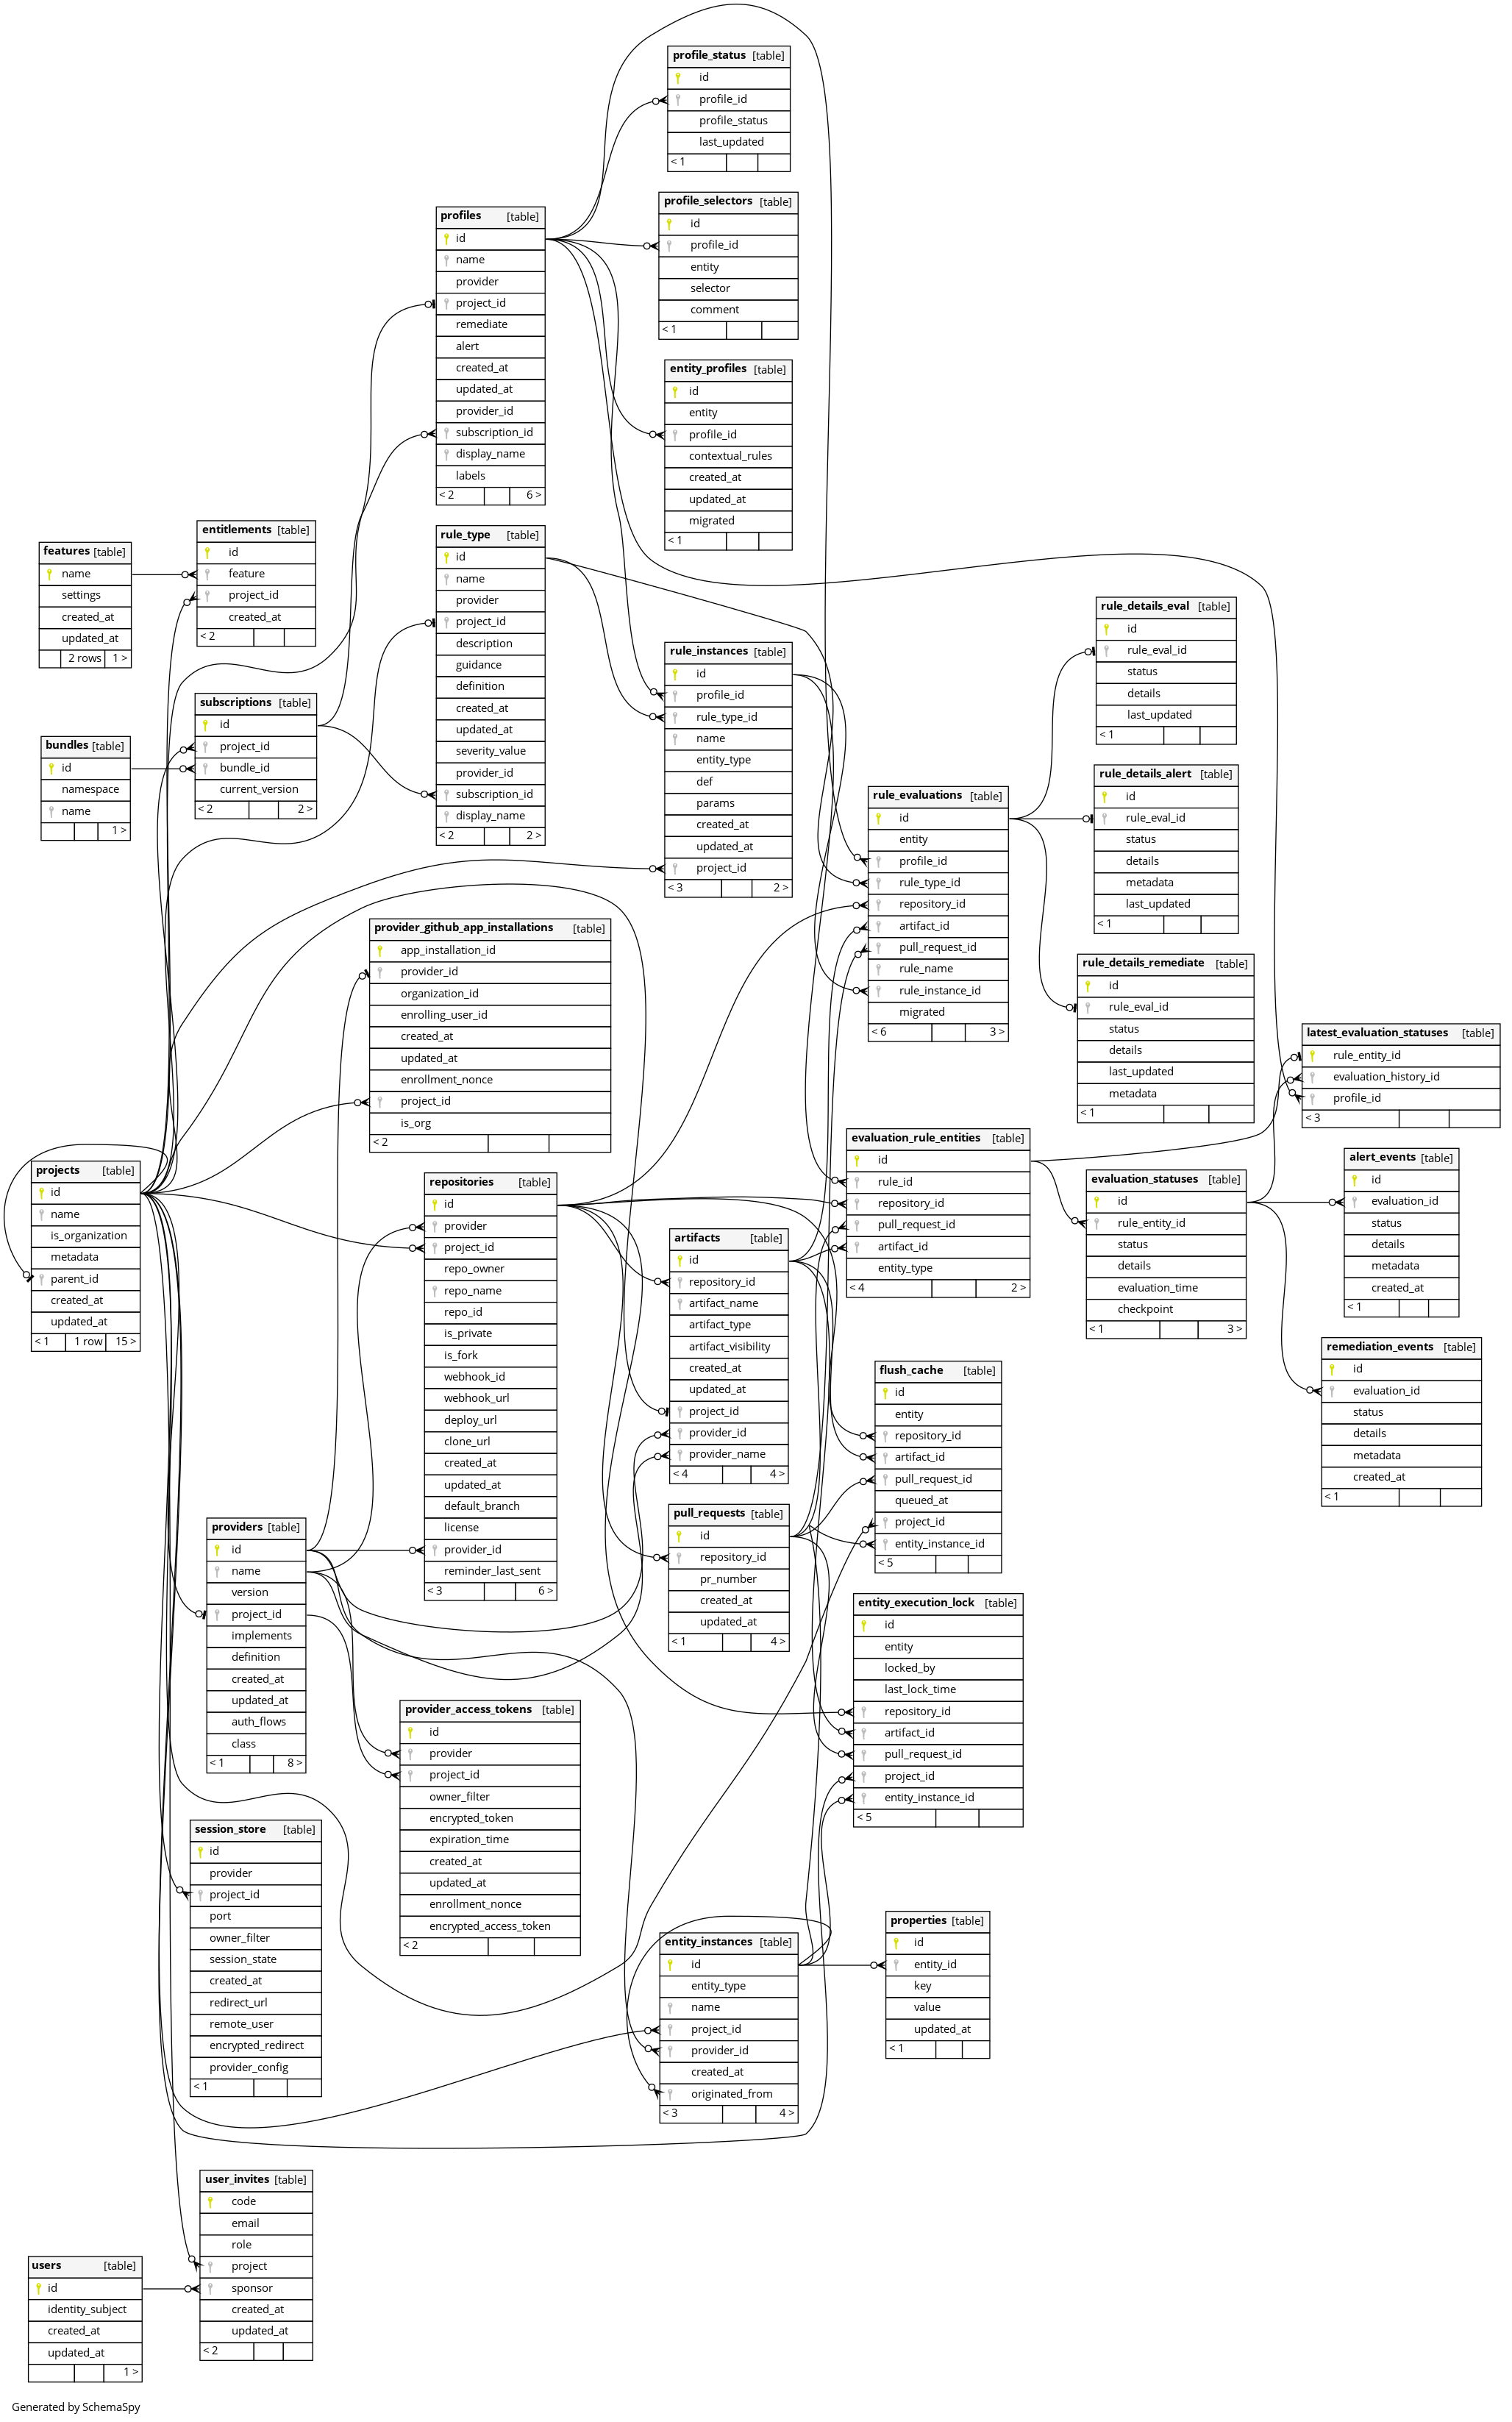 profile_status [table]
id
profile_id
profile_status
last_updated
< 1
profile_selectors [table]
id
profile_id
entity
selector
comment
< 1
profiles [table]
id
name
provider
project_id
remediate
alert
created_at
updated_at
provider_id
subscription_id
display_name
labels
< 2 6 >
entity_profiles [table]
id
entity
profile_id
contextual_rules
created_at
updated_at
migrated
< 1
entitlements [table]
id
feature
project_id
created_at
< 2
features [table]
name
settings
created_at
updated_at
2 rows 1 >
rule_type [table]
id
name
provider
project_id
description
guidance
definition
created_at
updated_at
severity_value
provider_id
subscription_id
display_name
< 2 2 >
rule_details_eval [table]
id
rule_eval_id
status
details
last_updated
< 1
rule_instances [table]
id
profile_id
rule_type_id
name
entity_type
def
params
created_at
updated_at
project_id
< 3 2 >
subscriptions [table]
id
project_id
bundle_id
current_version
< 2 2 >
bundles [table]
id
namespace
name
1 >
rule_details_alert [table]
id
rule_eval_id
status
details
metadata
last_updated
< 1
rule_evaluations [table]
id
entity
profile_id
rule_type_id
repository_id
artifact_id
pull_request_id
rule_name
rule_instance_id
migrated
< 6 3 >
provider_github_app_installations [table]
app_installation_id
provider_id
organization_id
enrolling_user_id
created_at
updated_at
enrollment_nonce
project_id
is_org
< 2
rule_details_remediate [table]
id
rule_eval_id
status
details
last_updated
metadata
< 1
latest_evaluation_statuses [table]
rule_entity_id
evaluation_history_id
profile_id
< 3
evaluation_rule_entities [table]
id
rule_id
repository_id
pull_request_id
artifact_id
entity_type
< 4 2 >
alert_events [table]
id
evaluation_id
status
details
metadata
created_at
< 1
projects [table]
id
name
is_organization
metadata
parent_id
created_at
updated_at
< 1 1 row 15 >
evaluation_statuses [table]
id
rule_entity_id
status
details
evaluation_time
checkpoint
< 1 3 >
repositories [table]
id
provider
project_id
repo_owner
repo_name
repo_id
is_private
is_fork
webhook_id
webhook_url
deploy_url
clone_url
created_at
updated_at
default_branch
license
provider_id
reminder_last_sent
< 3 6 >
artifacts [table]
id
repository_id
artifact_name
artifact_type
artifact_visibility
created_at
updated_at
project_id
provider_id
provider_name
< 4 4 >
remediation_events [table]
id
evaluation_id
status
details
metadata
created_at
< 1
flush_cache [table]
id
entity
repository_id
artifact_id
pull_request_id
queued_at
project_id
entity_instance_id
< 5
pull_requests [table]
id
repository_id
pr_number
created_at
updated_at
< 1 4 >
providers [table]
id
name
version
project_id
implements
definition
created_at
updated_at
auth_flows
class
< 1 8 >
entity_execution_lock [table]
id
entity
locked_by
last_lock_time
repository_id
artifact_id
pull_request_id
project_id
entity_instance_id
< 5
provider_access_tokens [table]
id
provider
project_id
owner_filter
encrypted_token
expiration_time
created_at
updated_at
enrollment_nonce
encrypted_access_token
< 2
session_store [table]
id
provider
project_id
port
owner_filter
session_state
created_at
redirect_url
remote_user
encrypted_redirect
provider_config
< 1
properties [table]
id
entity_id
key
value
updated_at
< 1
entity_instances [table]
id
entity_type
name
project_id
provider_id
created_at
originated_from
< 3 4 >
user_invites [table]
code
email
role
project
sponsor
created_at
updated_at
< 2
users [table]
id
identity_subject
created_at
updated_at
1 >
Generated by SchemaSpy